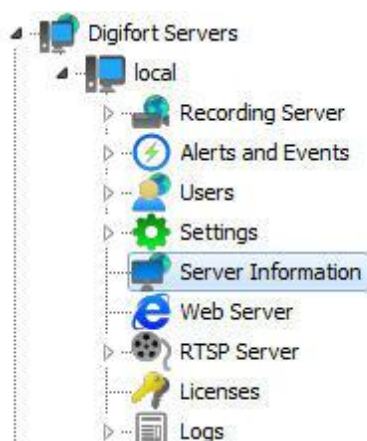 Digifort Servers
local
Recording Server
Alerts and Events
Users
Settings
Server Information
Web Server
RTSP Server
Licenses
Logs